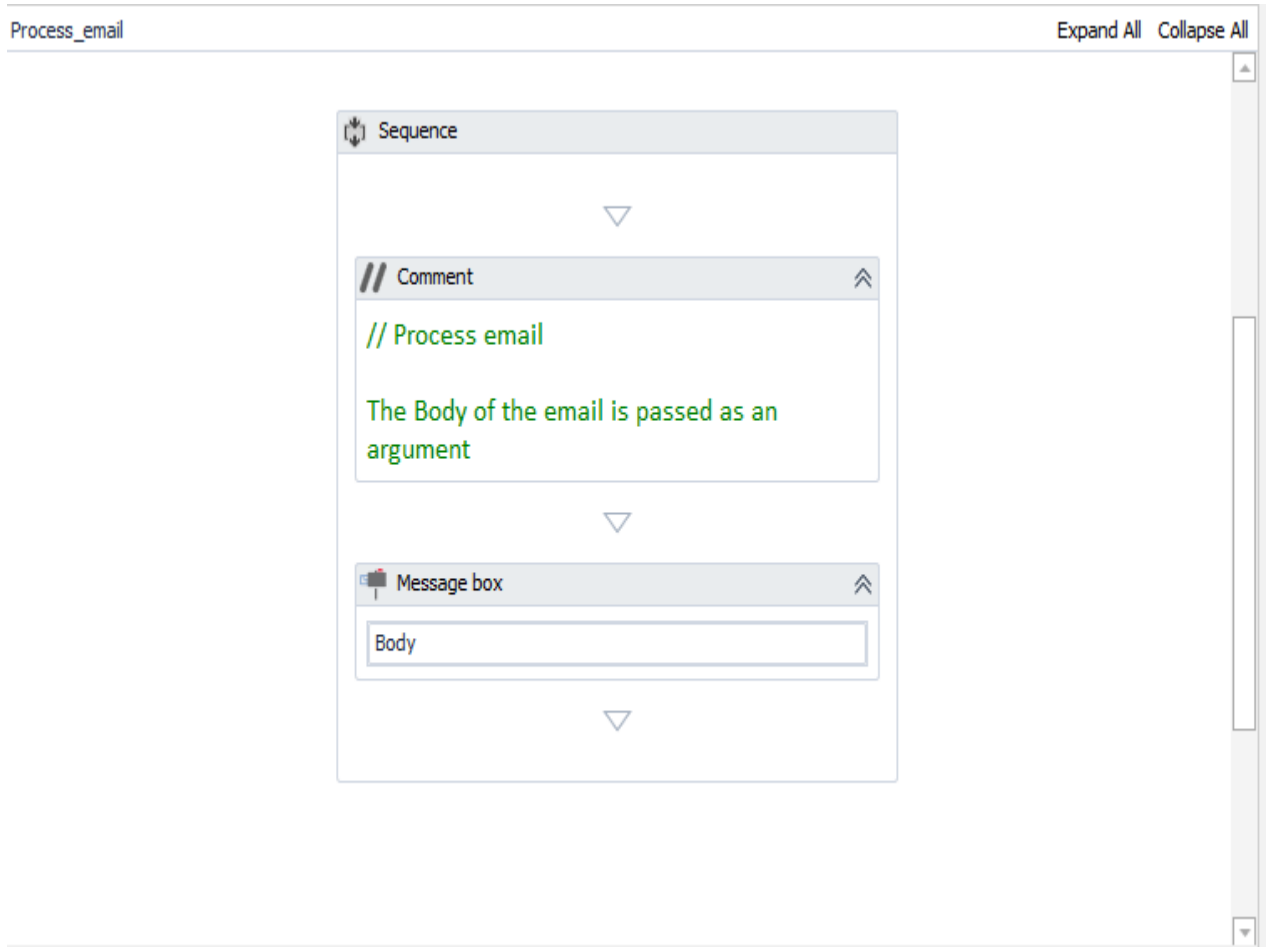 Process_email
Expand All Collapse All
Sequence
// Comment
// Process email
The Body of the email is passed as an
argument
Message box
Body